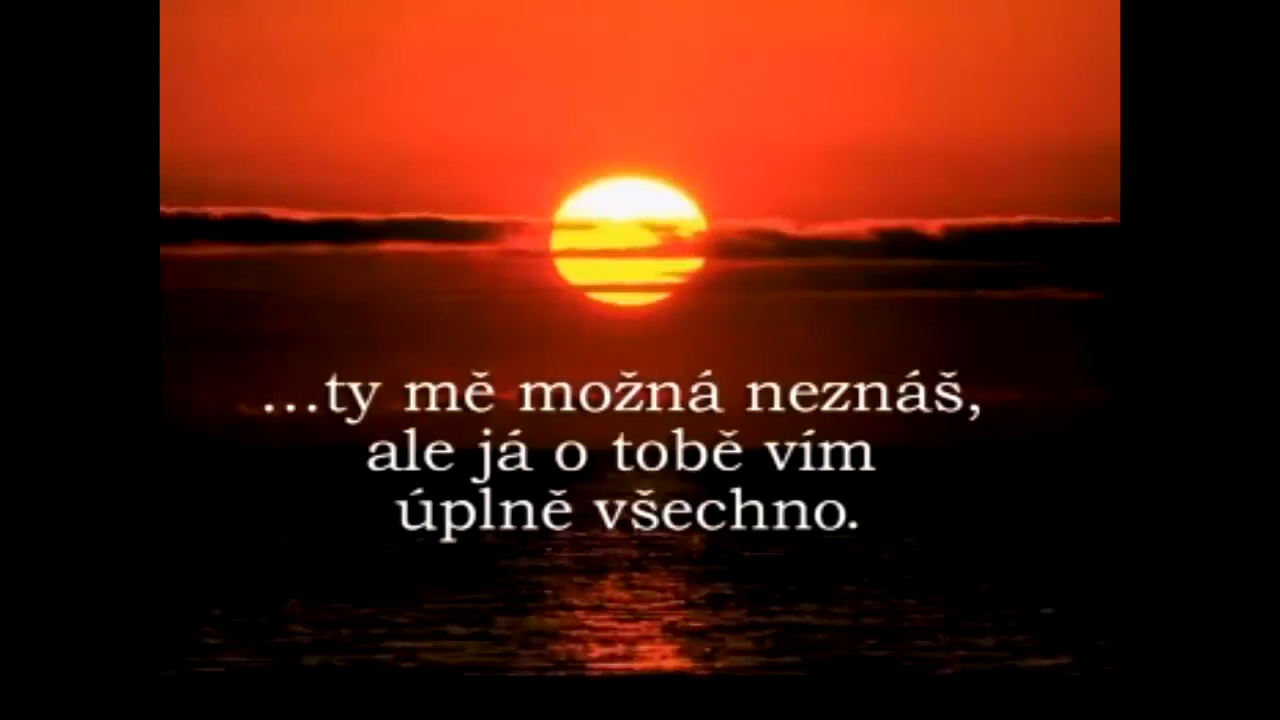 ...ty mě možná neznáš,
ale já o tobě vím
úplně všechno.